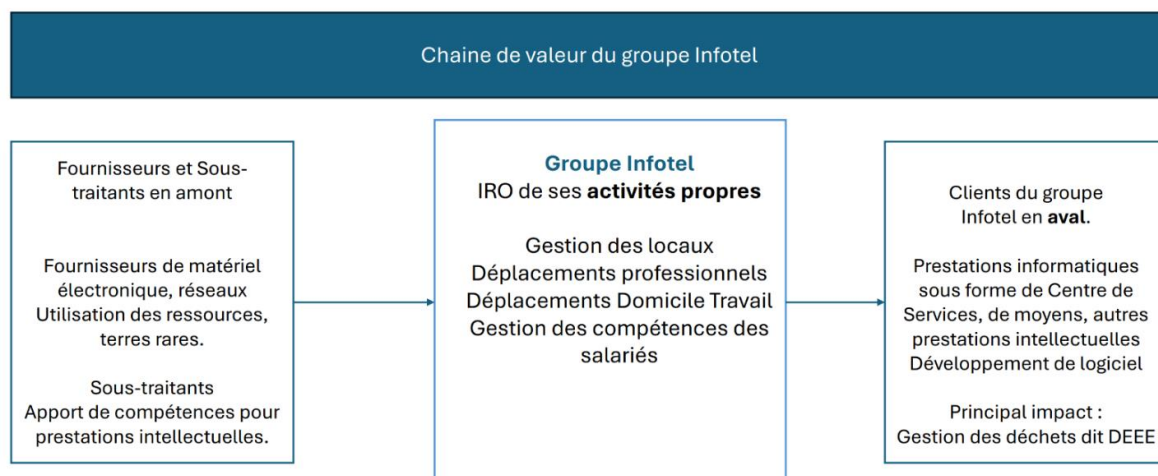 Chaine de valeur du groupe Infotel
Fournisseurs et Sous-
traitants en amont
Fournisseurs de matériel
électronique, réseaux
Utilisation des ressources,
terres rares.
Sous-traitants
Apport de compétences pour
prestations intellectuelles.
Groupe Infotel
IRO de ses activités propres
Gestion des locaux
Déplacements professionnels
Déplacements Domicile Travail
Gestion des compétences des
salariés
Clients du groupe
Infotel en aval.
Prestations informatiques
sous forme de Centre de
Services, de moyens, autres
prestations intellectuelles
Développement de logiciel
Principal impact :
Gestion des déchets dit DEEE